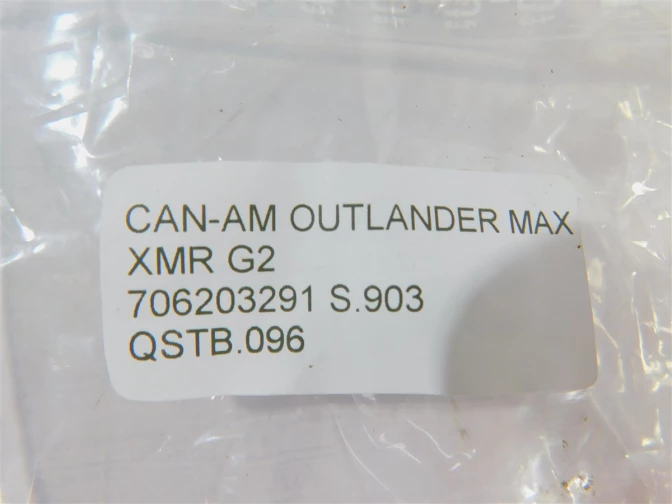 CAN-AM OUTLANDER MAX
XMR G2
706203291 S.903
QSTB.096